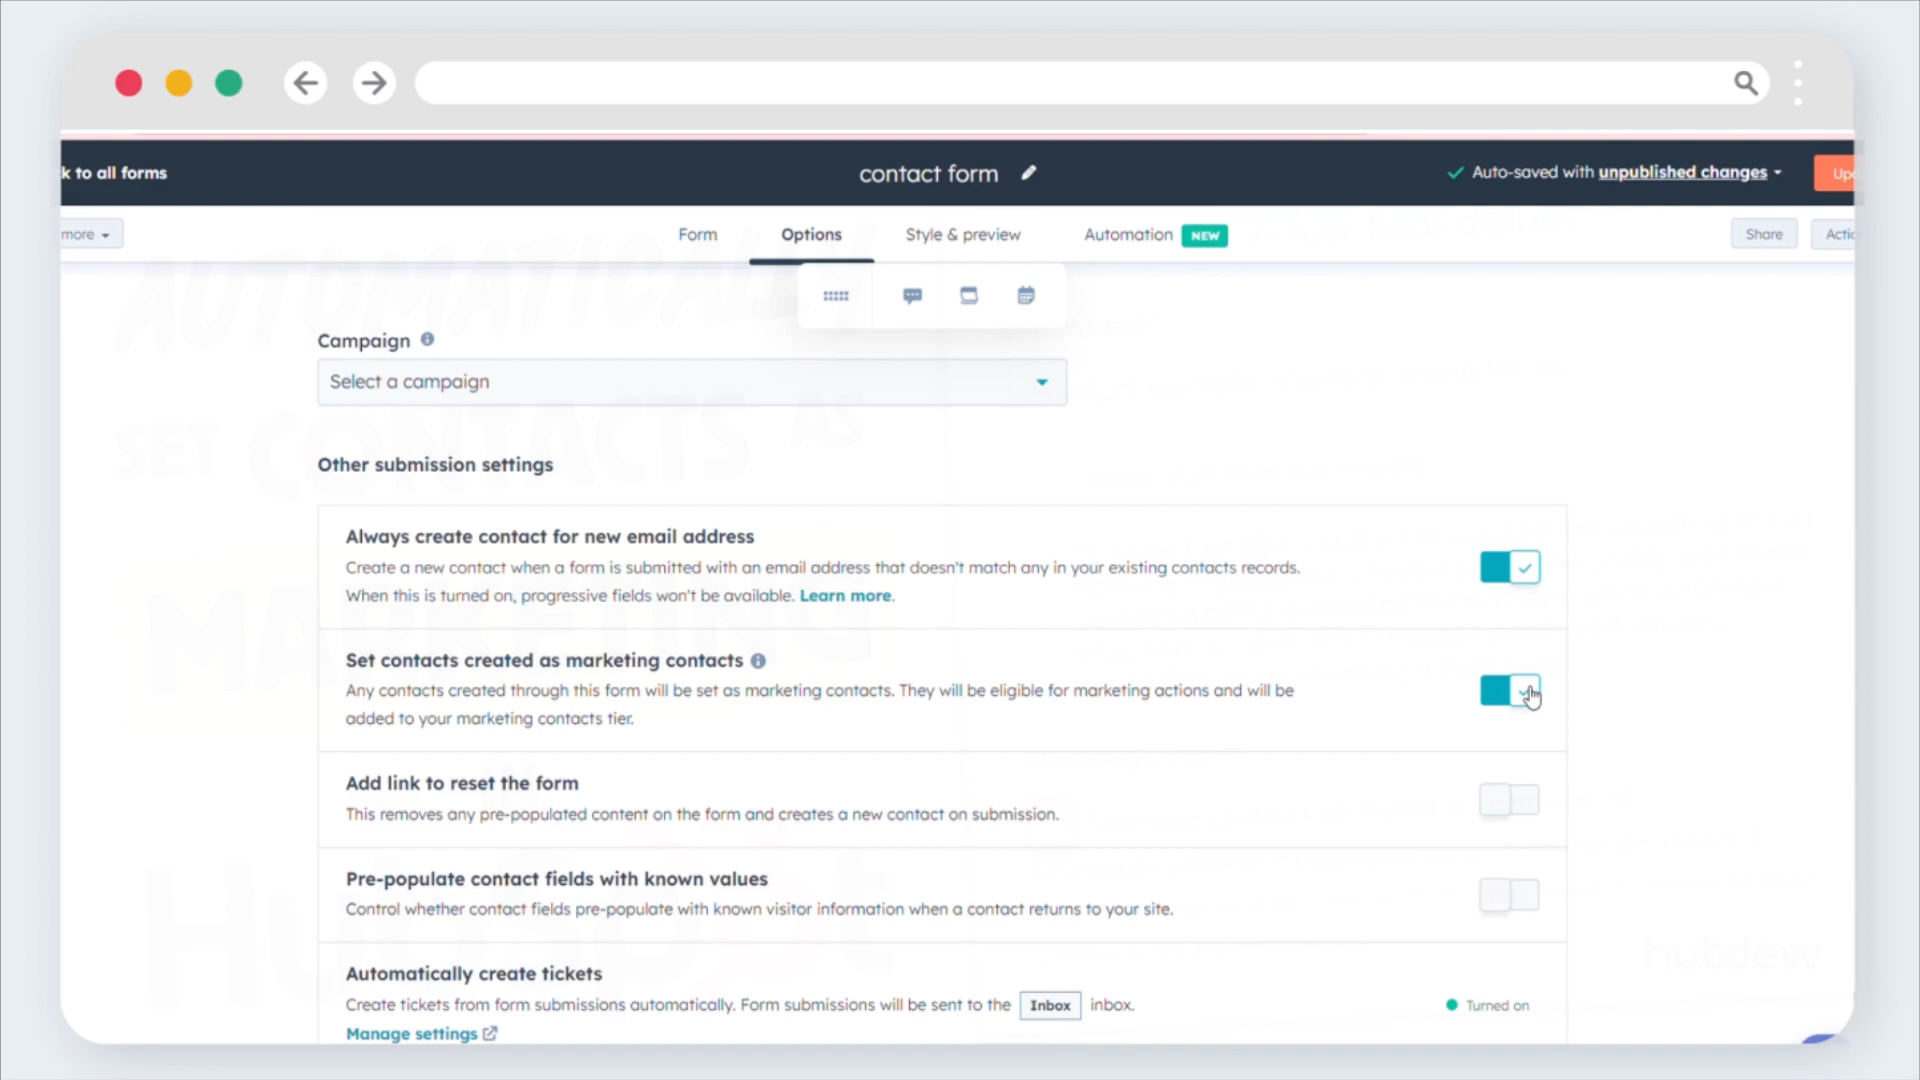 k to all forms
contact form
Auto-saved with unpublished changes
more
Form
Options
Style & preview
Automation NEW
Share
Campaign
Select a campaign
Other submission settings
Always create contact for new email address
Create a new contact when a form is submitted with an email address that doesn't match any in your existing contacts records.
When this is turned on, progressive fields won't be available. Learn more.
Set contacts created as marketing contacts
Any contacts created through this form will be set as marketing contacts. They will be eligible for marketing actions and will be
added to your marketing contacts tier.
Add link to reset the form
This removes any pre-populated content on the form and creates a new contact on submission.
Pre-populate contact fields with known values
Control whether contact fields pre-populate with known visitor information when a contact returns to your site.
Automatically create tickets
Create tickets from form submissions automatically. Form submissions will be sent to the Inbox inbox.
Turned on
Manage settings
AUTOMATICALLY
SET CONTACTS AS
MARKETING
HubSpot
hubdew